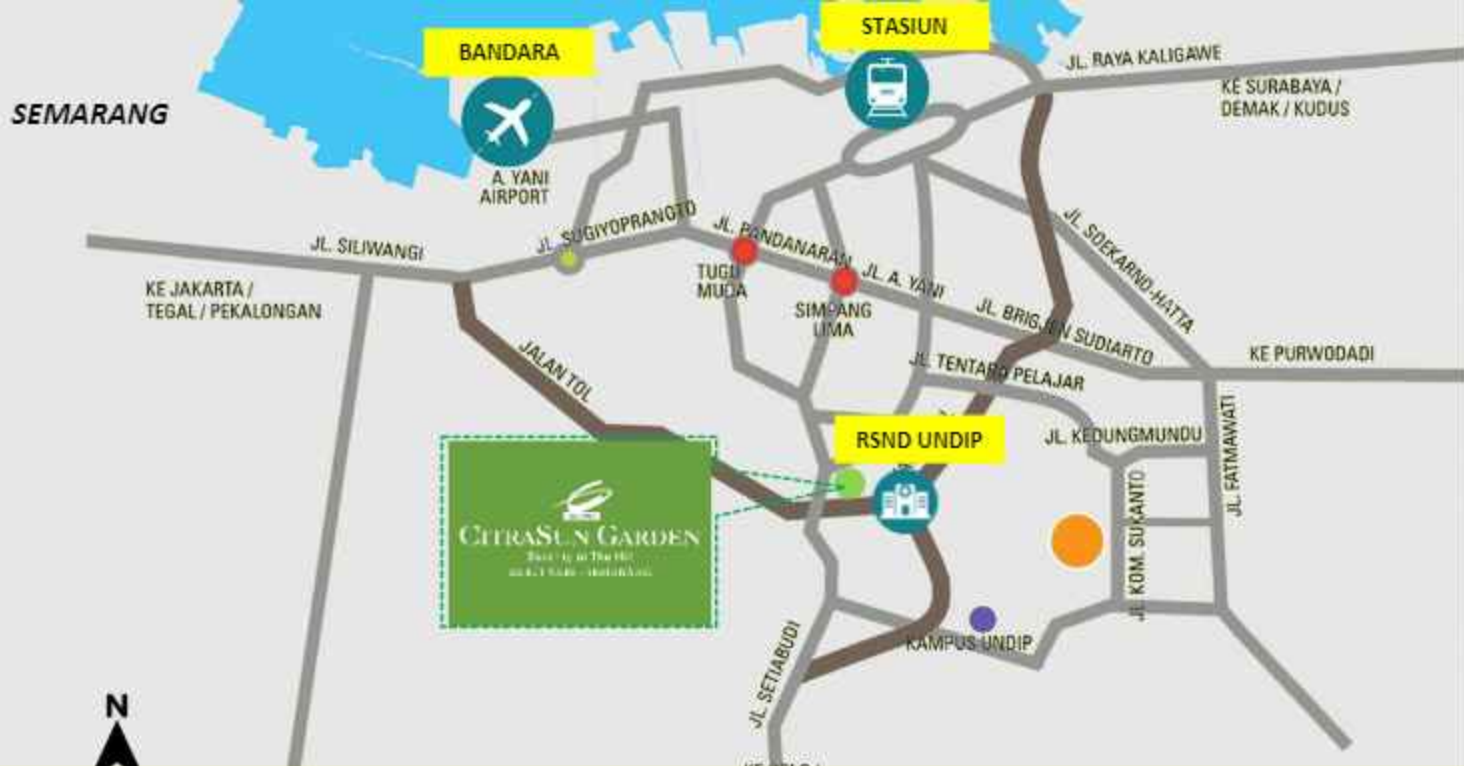 STASIUN
BANDARA
JL. RAYA KALIGAWE
KE SURABAYA /
DEMAK / KUDUS
SEMARANG
A. YANI
AIRPORT
JL. SUGIYOPRANOTO
JL. PANDANARAN
JL. SILIWANGI
JL. SOEKARNO-HATTA
TUGU
MUDA
JL. A. YANI
KE JAKARTA /
TEGAL / PEKALONGAN
SIMPANG
LIMA
JL. BRIGJEN SUDIARTO
KE PURWODADI
JALAN TOL
JL. TENTARA PELAJAR
RSND UNDIP
JL. KEDUNGMUNDU
JL. FATMAWATI
CITRASUN GARDEN
JL. KOM. SUKANTO
KAMPUS UNDIP
JL. SETIABUDI
N